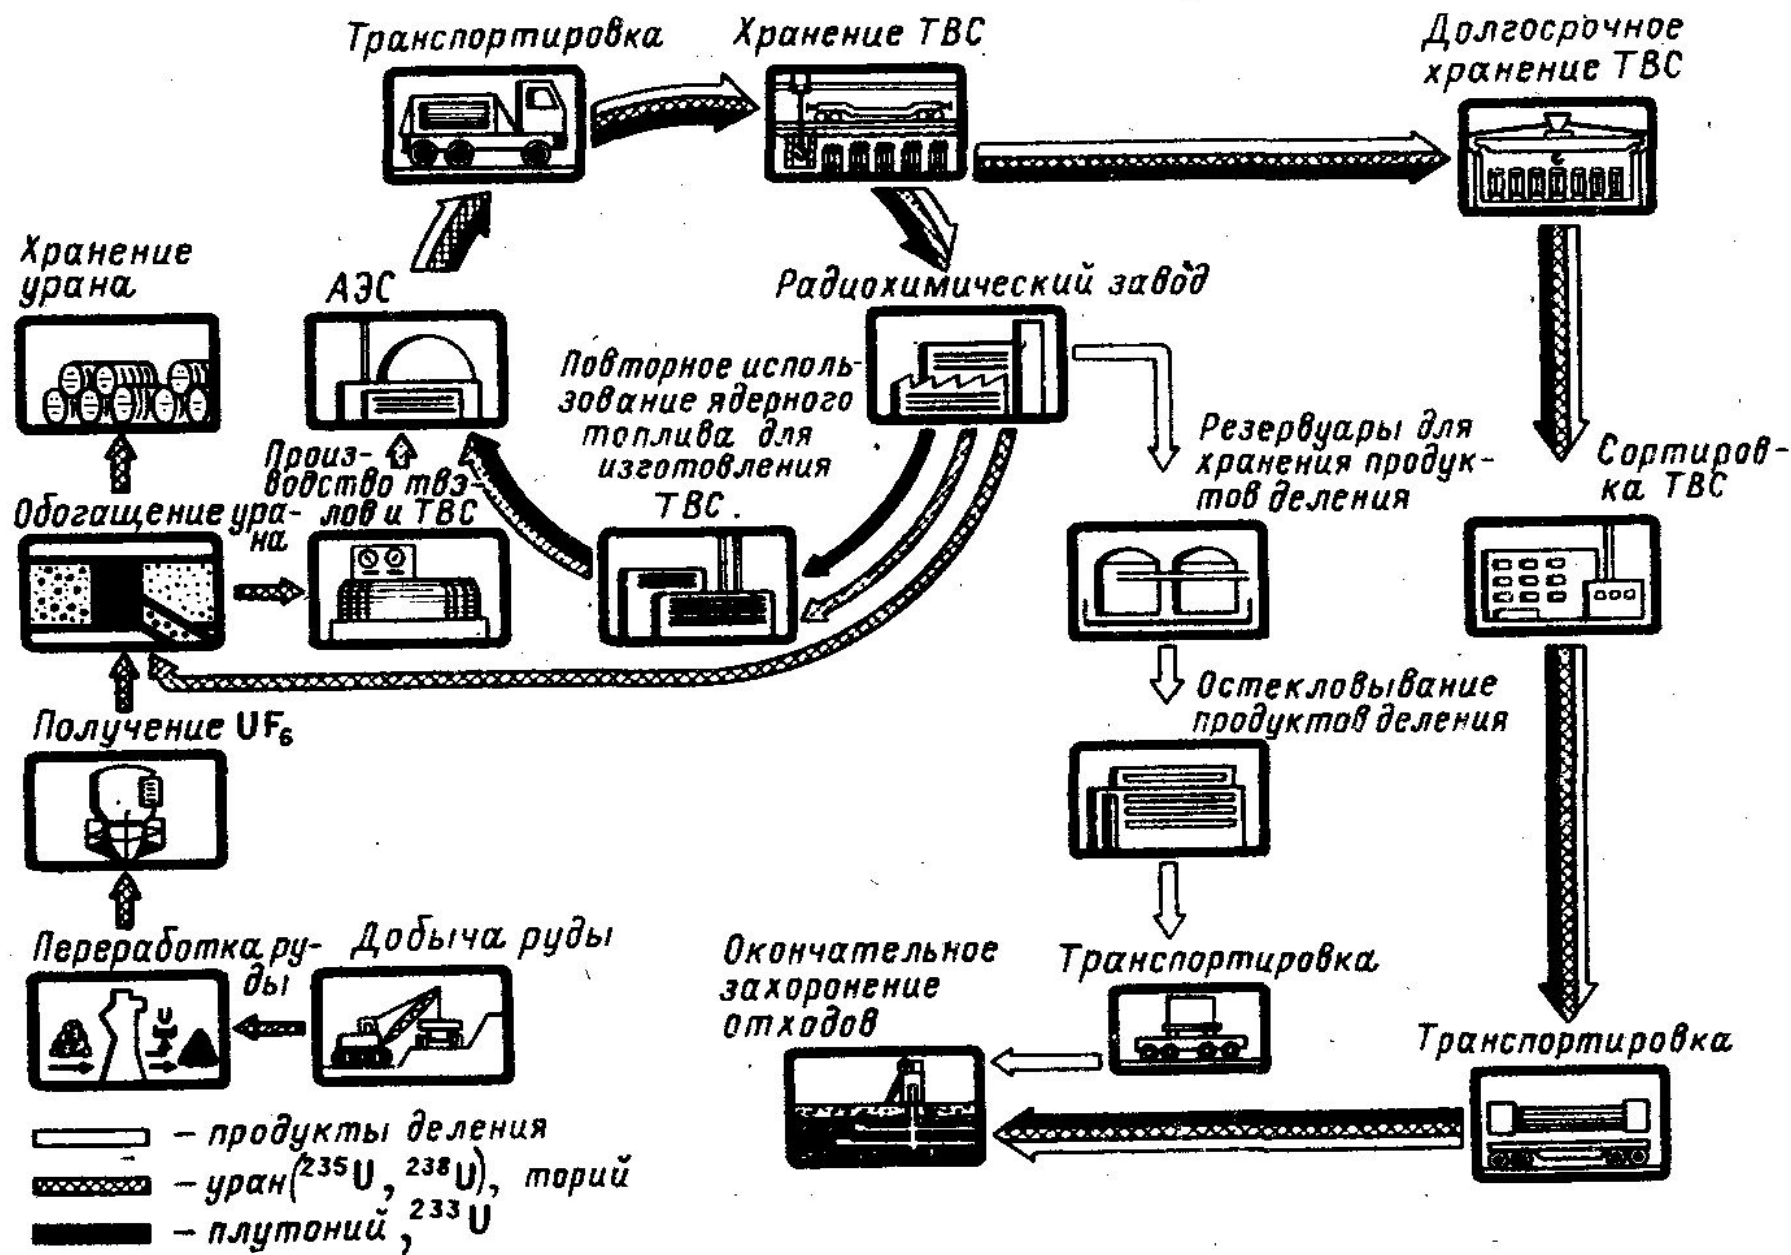 Транспортировка
Хранение ТВС
Долгосрочное
хранение ТВС
Хранение
урана
АЭС
Радиохимический завод
Повторное исполь-
зование ядерного
топлива для
изготовления
ТВС.
Резервуары для
хранения продук-
тов деления
Сортиров-
ка ТВС
Произ-
водство твэ-
лов и ТВС
Обогащение ура-
на
Остекловывание
продуктов деления
Получение UF₆
Переработка ру-
ды
Добыча руды
U
Окончательное
захоронение
отходов
Транспортировка
Транспортировка
– продукты деления
– уран(²³⁵U, ²³⁸U), торий
– плутоний, ²³³U